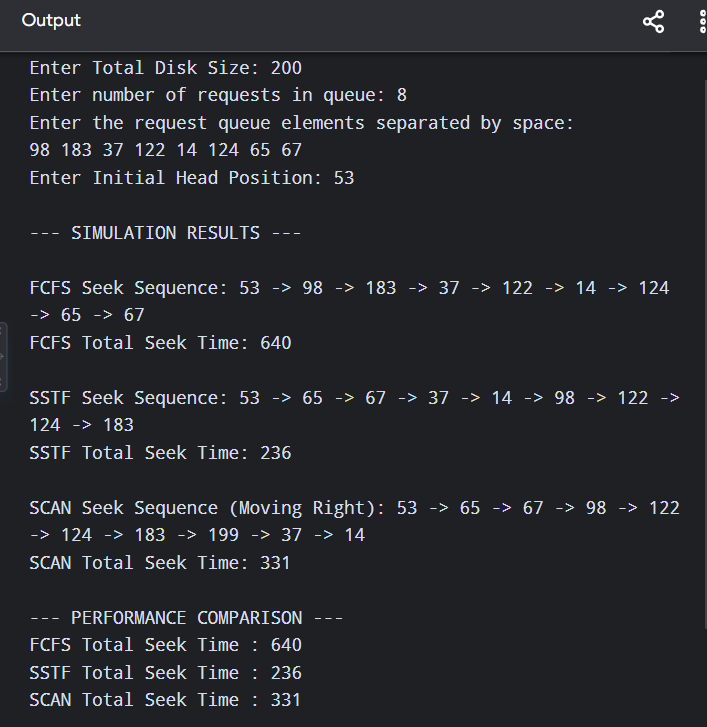 Output
Enter Total Disk Size: 200
Enter number of requests in queue: 8
Enter the request queue elements separated by space:
98 183 37 122 14 124 65 67
Enter Initial Head Position: 53
--- SIMULATION RESULTS ---
FCFS Seek Sequence: 53 -> 98 -> 183 -> 37 -> 122 -> 14 -> 124
-> 65 -> 67
FCFS Total Seek Time: 640
SSTF Seek Sequence: 53 -> 65 -> 67 -> 37 -> 14 -> 98 -> 122 ->
124 -> 183
SSTF Total Seek Time: 236
SCAN Seek Sequence (Moving Right): 53 -> 65 -> 67 -> 98 -> 122
-> 124 -> 183 -> 199 -> 37 -> 14
SCAN Total Seek Time: 331
--- PERFORMANCE COMPARISON ---
FCFS Total Seek Time : 640
SSTF Total Seek Time : 236
SCAN Total Seek Time : 331